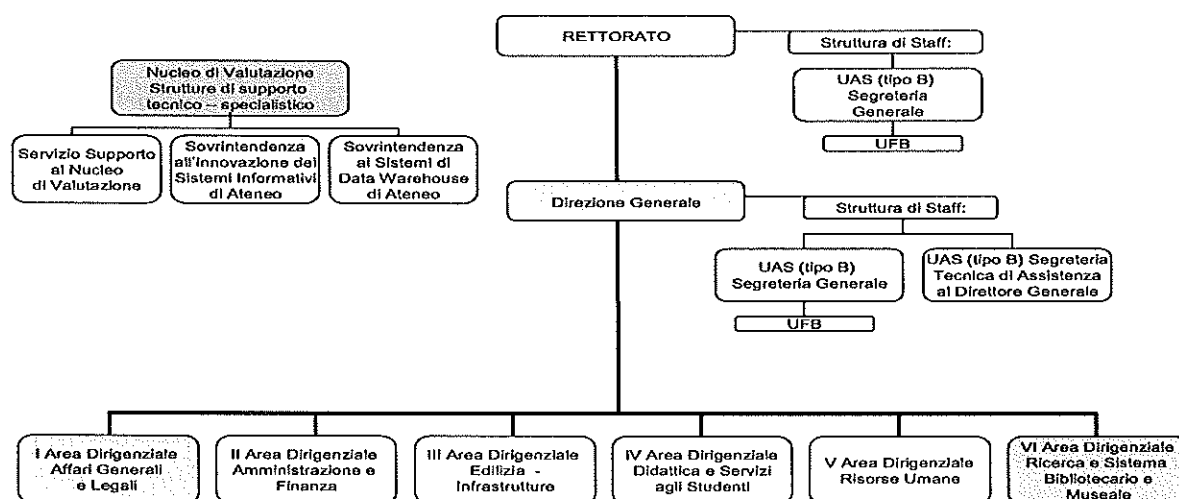 RETTORATO
Struttura di Staff:
UAS (tipo B)
Segreteria
Generale
UFB
Nucleo di Valutazione
Strutture di supporto
tecnico – specialistico
Servizio Supporto
al Nucleo
di Valutazione
Sovrintendenza
all'Innovazione dei
Sistemi Informativi
di Ateneo
Sovrintendenza
ai Sistemi di
Data Warehouse
di Ateneo
Direzione Generale
Struttura di Staff:
UAS (tipo B)
Segreteria Generale
UFB
UAS (tipo B) Segreteria
Tecnica di Assistenza
al Direttore Generale
I Area Dirigenziale
Affari Generali
e Legali
II Area Dirigenziale
Amministrazione e
Finanza
III Area Dirigenziale
Edilizia -
Infrastrutture
IV Area Dirigenziale
Didattica e Servizi
agli Studenti
V Area Dirigenziale
Risorse Umane
VI Area Dirigenziale
Ricerca e Sistema
Bibliotecario e
Museale